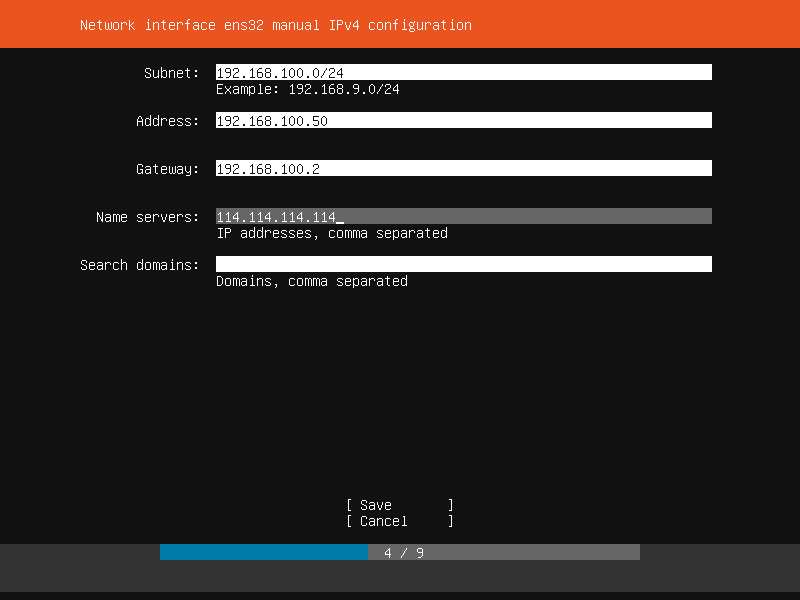 Network interface ens32 manual IPv4 configuration
Subnet: 192.168.100.0/24
Example: 192.168.9.0/24
Address: 192.168.100.50
Gateway: 192.168.100.2
Name servers: 114.114.114.114_
IP addresses, comma separated
Search domains:
Domains, comma separated
[ Save ]
[ Cancel ]
4 / 9